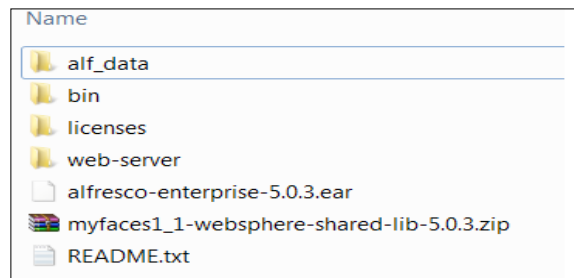 Name
alf_data
bin
licenses
web-server
alfresco-enterprise-5.0.3.ear
myfaces1_1-websphere-shared-lib-5.0.3.zip
README.txt